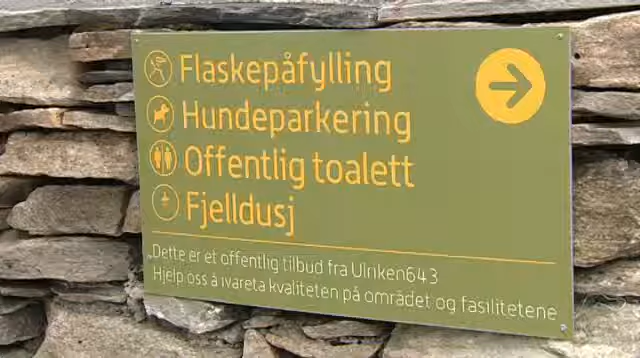 Flaskepåfylling
Hundeparkering
Offentlig toalett
Fjelldusj
Dette er et offentlig tilbud fra Ulriken643
Hjelp oss å ivareta kvaliteten på området og fasilitetene